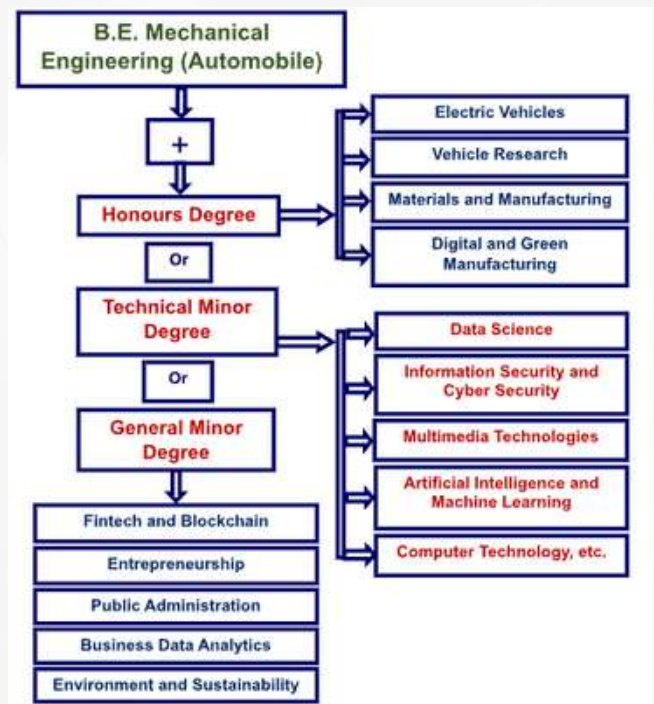 B.E. Mechanical
Engineering (Automobile)
+
Honours Degree
Electric Vehicles
Vehicle Research
Materials and Manufacturing
Digital and Green
Manufacturing
Or
Technical Minor
Degree
Data Science
Information Security and
Cyber Security
Multimedia Technologies
Artificial Intelligence and
Machine Learning
Computer Technology, etc.
Or
General Minor
Degree
Fintech and Blockchain
Entrepreneurship
Public Administration
Business Data Analytics
Environment and Sustainability